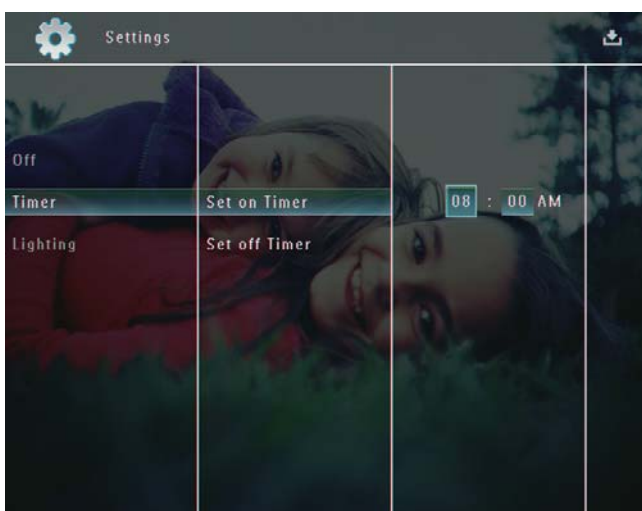 Settings
Off
Timer
Set on Timer
08 : 00 AM
Lighting
Set off Timer